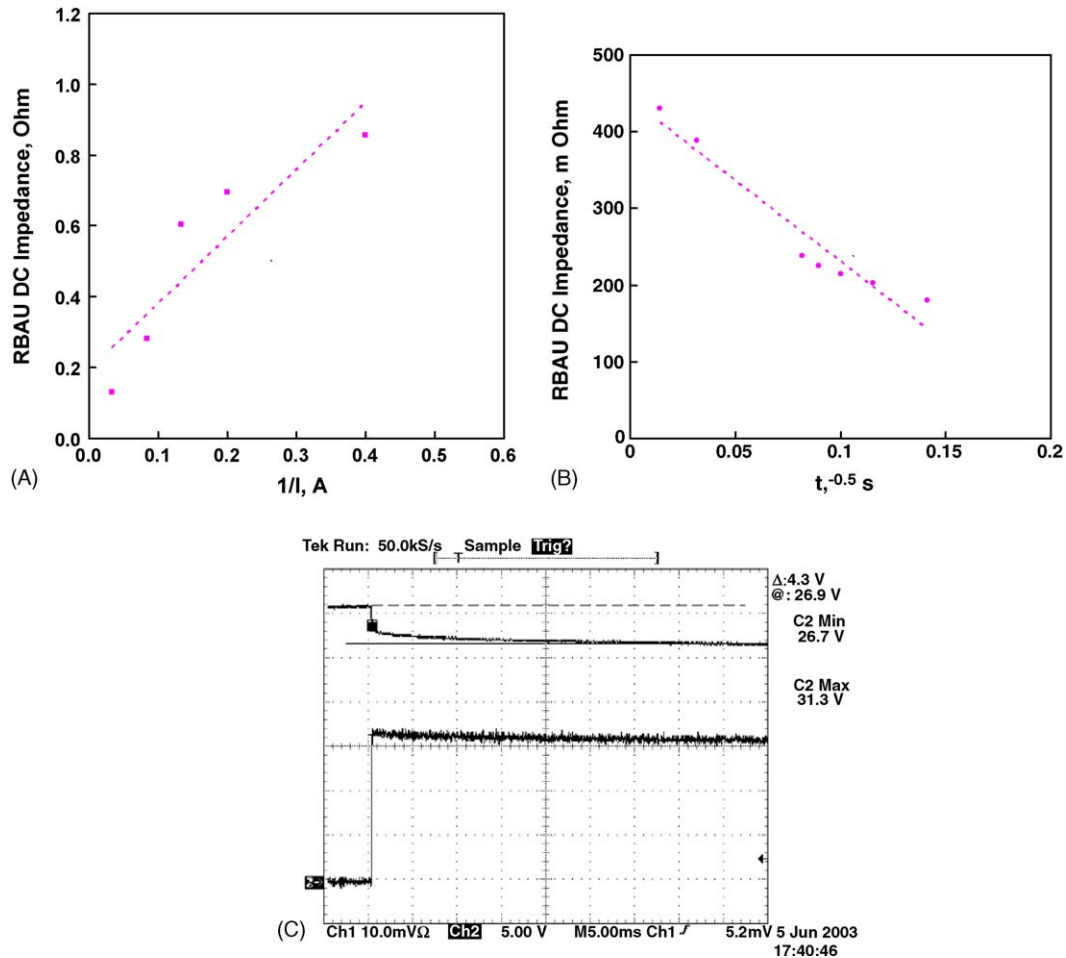 1.2
1.0
0.8
0.6
0.4
0.2
0.0
RBAU DC Impedance, Ohm
0.0 0.1 0.2 0.3 0.4 0.5 0.6
1/I, A
(A)
500
400
300
200
100
0
RBAU DC Impedance, m Ohm
0 0.05 0.1 0.15 0.2
t,-0.5 s
(B)
Tek Run: 50.0kS/s Sample Trig?
Δ:4.3 V
@: 26.9 V
C2 Min
26.7 V
C2 Max
31.3 V
(C)
Ch1 10.0mVΩ Ch2 5.00 V M5.00ms Ch1 5.2mV 5 Jun 2003
17:40:46